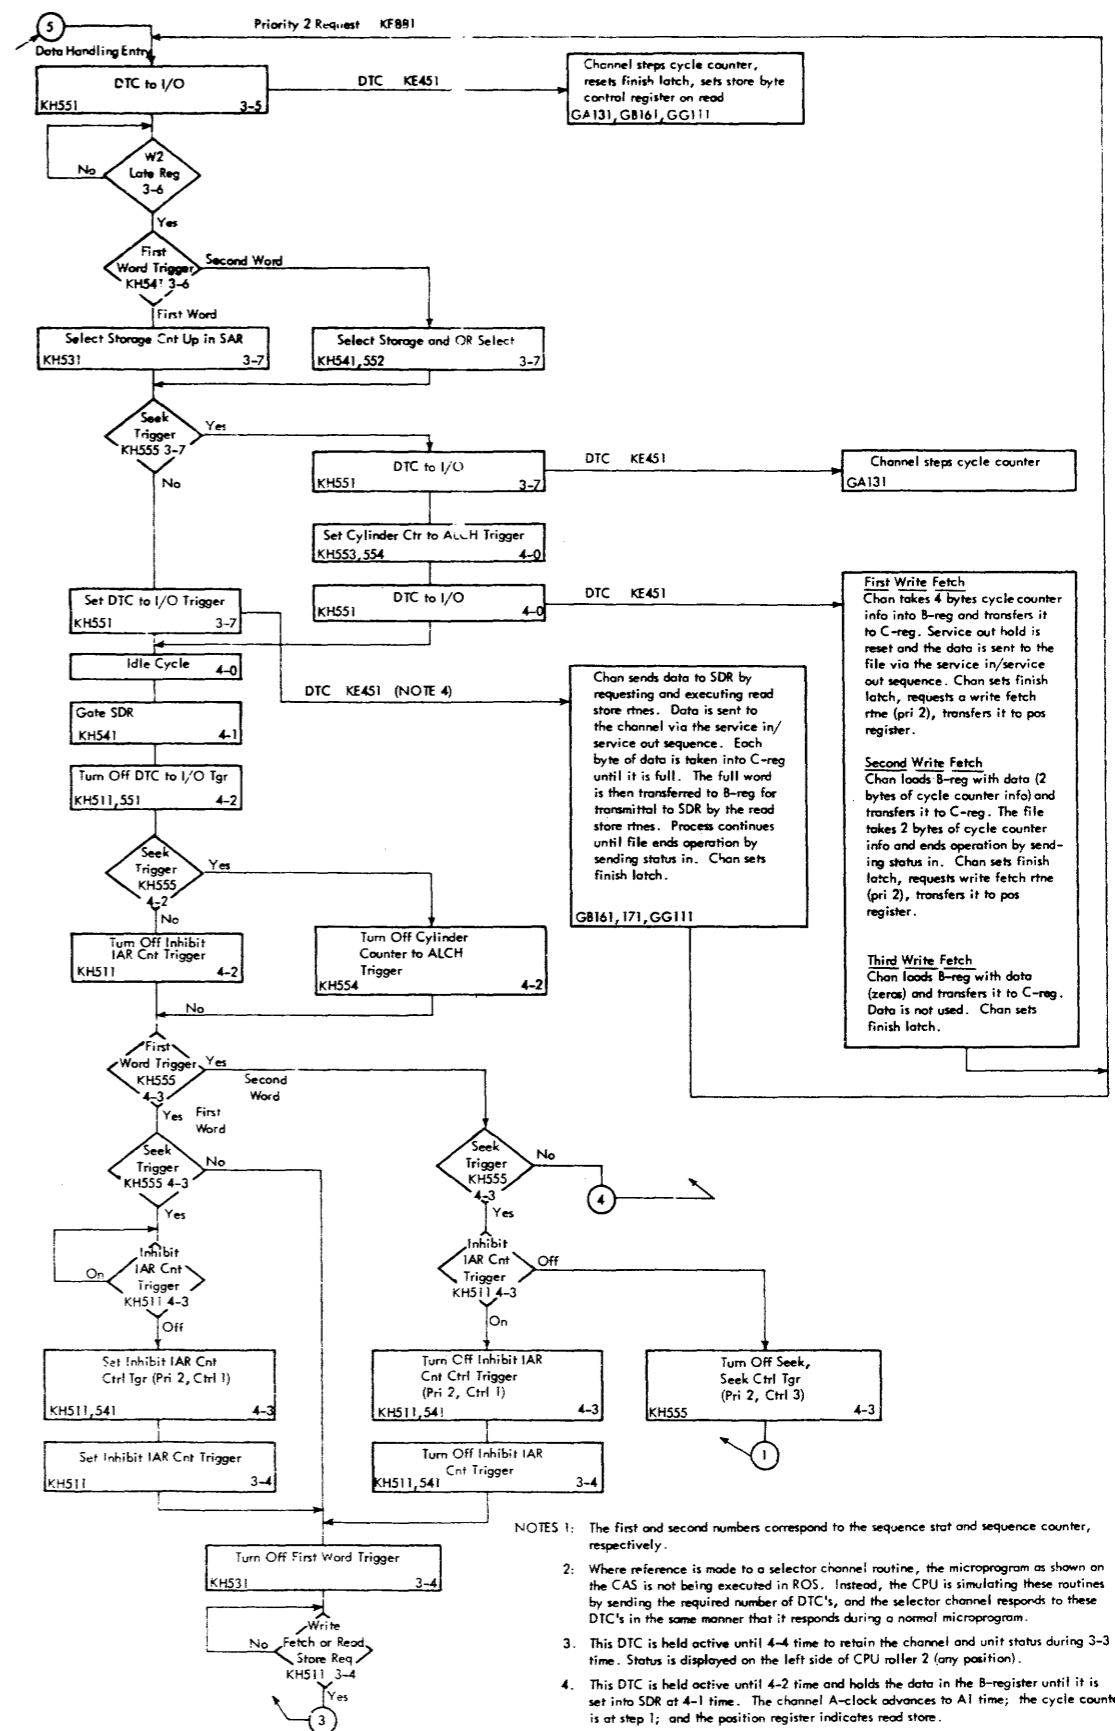 5
Priority 2 Request KF881
Data Handling Entry
DTC to I/O
KH551 3-5
DTC KE451
Channel steps cycle counter,
resets finish latch, sets store byte
control register on read
GA131, GB161, GG111
W2
Late Reg
3-6
No
Yes
First
Word Trigger
KH541 3-6
Second Word
First Word
Select Storage Cnt Up in SAR
KH531 3-7
Select Storage and OR Select
KH541,552 3-7
Seek
Trigger
KH555 3-7
Yes
No
DTC to I/O
KH551 3-7
DTC KE451
Channel steps cycle counter
GA131
Set Cylinder Ctr to ALCH Trigger
KH553,554 4-0
DTC to I/O
KH551 4-0
DTC KE451
Set DTC to I/O Trigger
KH551 3-7
Idle Cycle
4-0
DTC KE451 (NOTE 4)
Gate SDR
KH541 4-1
Turn Off DTC to I/O Tgr
KH511,551 4-2
Chan sends data to SDR by
requesting and executing read
store rtnes. Data is sent to
the channel via the service in/
service out sequence. Each
byte of data is taken into C-reg
until it is full. The full word
is then transferred to B-reg for
transmittal to SDR by the read
store rtnes. Process continues
until file ends operation by
sending status in. Chan sets
finish latch.
GB161, 171, GG111
First Write Fetch
Chan takes 4 bytes cycle counter
info into B-reg and transfers it
to C-reg. Service out hold is
reset and the data is sent to the
file via the service in/service
out sequence. Chan sets finish
latch, requests a write fetch
rtne (pri 2), transfers it to pos
register.
Second Write Fetch
Chan loads B-reg with data (2
bytes of cycle counter info) and
transfers it to C-reg. The file
takes 2 bytes of cycle counter
info and ends operation by send-
ing status in. Chan sets finish
latch, requests write fetch rtne
(pri 2), transfers it to pos
register.
Third Write Fetch
Chan loads B-reg with data
(zeros) and transfers it to C-reg.
Data is not used. Chan sets
finish latch.
Seek
Trigger
KH555
4-2
Yes
No
Turn Off Inhibit
IAR Cnt Trigger
KH511 4-2
Turn Off Cylinder
Counter to ALCH
Trigger
KH554 4-2
No
First
Word Trigger
KH555
4-3
Yes
Second
Word
Yes First
Word
Seek
Trigger
KH555 4-3
No
Yes
Seek
Trigger
KH555
4-3
No
4
Yes
Inhibit
IAR Cnt
Trigger
KH511 4-3
On
Off
Inhibit
IAR Cnt
Trigger
KH511 4-3
Off
On
Set Inhibit IAR Cnt
Ctrl Tgr (Pri 2, Ctrl 1)
KH511,541 4-3
Turn Off Inhibit IAR
Cnt Ctrl Trigger
(Pri 2, Ctrl 1)
KH511,541 4-3
Turn Off Seek,
Seek Ctrl Tgr
(Pri 2, Ctrl 3)
KH555 4-3
1
Set Inhibit IAR Cnt Trigger
KH511 3-4
Turn Off Inhibit IAR
Cnt Trigger
KH511,541 3-4
Turn Off First Word Trigger
KH531 3-4
Write
Fetch or Read
Store Req
KH511 3-4
No
Yes
3
NOTES 1: The first and second numbers correspond to the sequence stat and sequence counter,
respectively.
2: Where reference is made to a selector channel routine, the microprogram as shown on
the CAS is not being executed in ROS. Instead, the CPU is simulating these routines
by sending the required number of DTC's, and the selector channel responds to these
DTC's in the same manner that it responds during a normal microprogram.
3. This DTC is held active until 4-4 time to retain the channel and unit status during 3-3
time. Status is displayed on the left side of CPU roller 2 (any position).
4. This DTC is held active until 4-2 time and holds the data in the B-register until it is
set into SDR at 4-1 time. The channel A-clock advances to A1 time; the cycle counte
is at step 1; and the position register indicates read store.